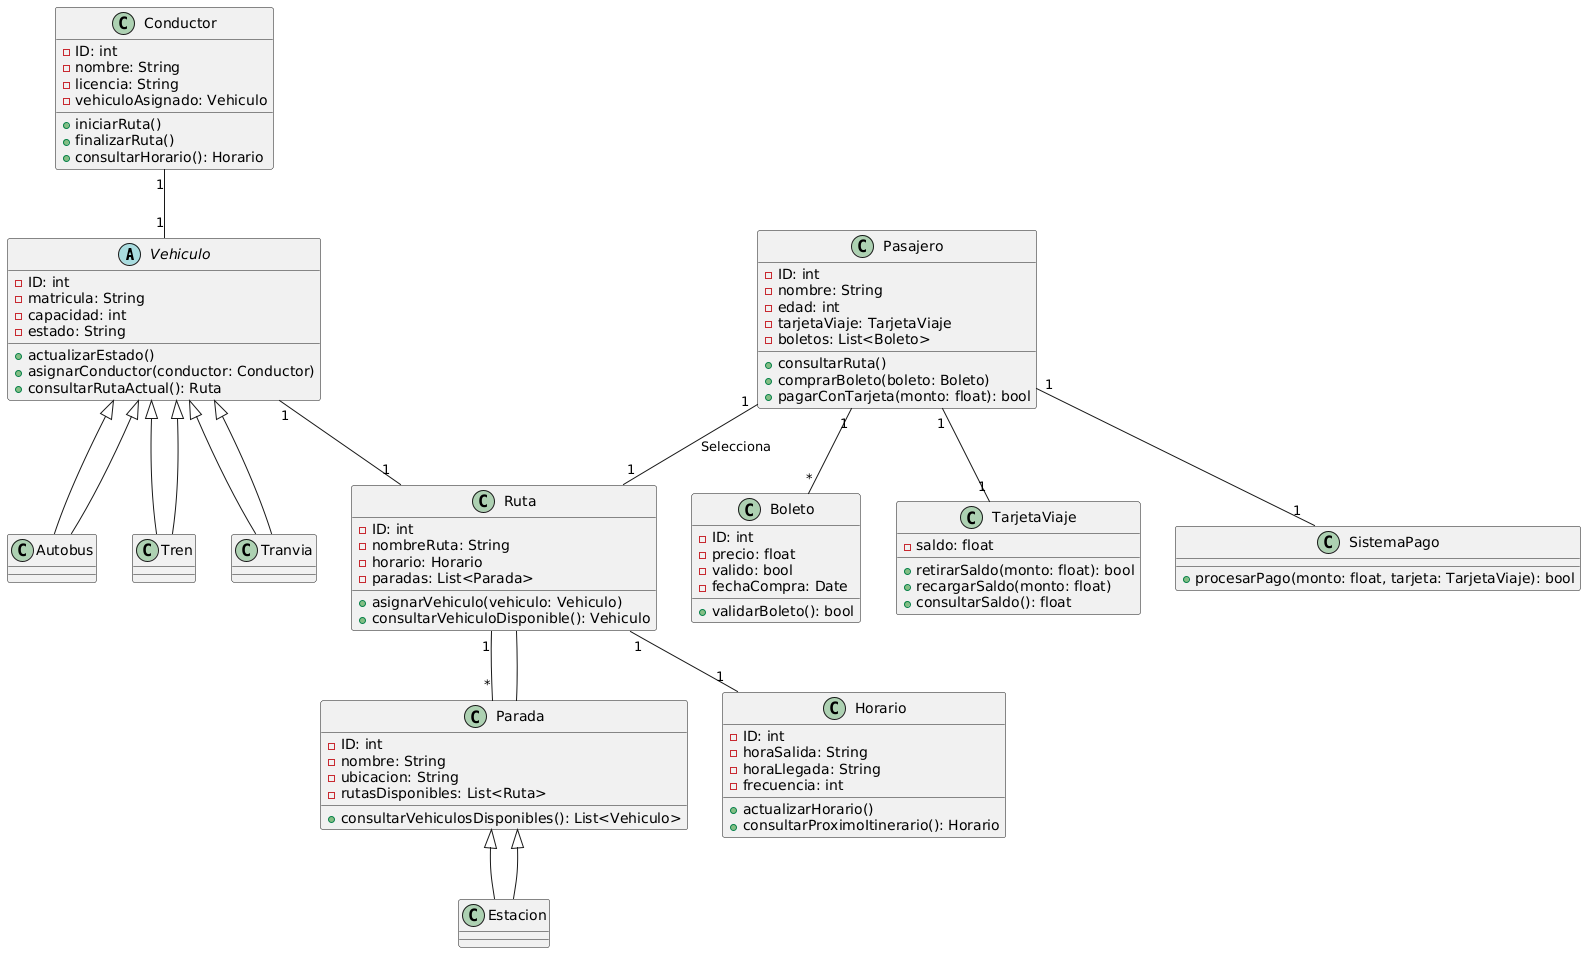 C Conductor
ID: int
nombre: String
licencia: String
vehiculoAsignado: Vehiculo
iniciarRuta()
finalizarRuta()
consultarHorario(): Horario
1
1
A Vehiculo
ID: int
matricula: String
capacidad: int
estado: String
actualizarEstado()
asignarConductor(conductor: Conductor)
consultarRutaActual(): Ruta
C Pasajero
ID: int
nombre: String
edad: int
tarjetaViaje: TarjetaViaje
boletos: List<Boleto>
consultarRuta()
comprarBoleto(boleto: Boleto)
pagarConTarjeta(monto: float): bool
1
1
1
Selecciona
1
1
*
1
1
1
1
C Autobus
C Tren
C Tranvia
C Ruta
ID: int
nombreRuta: String
horario: Horario
paradas: List<Parada>
asignarVehiculo(vehiculo: Vehiculo)
consultarVehiculoDisponible(): Vehiculo
C Boleto
ID: int
precio: float
valido: bool
fechaCompra: Date
validarBoleto(): bool
C TarjetaViaje
saldo: float
retirarSaldo(monto: float): bool
recargarSaldo(monto: float)
consultarSaldo(): float
C SistemaPago
procesarPago(monto: float, tarjeta: TarjetaViaje): bool
1
*
1
1
C Parada
ID: int
nombre: String
ubicacion: String
rutasDisponibles: List<Ruta>
consultarVehiculosDisponibles(): List<Vehiculo>
C Horario
ID: int
horaSalida: String
horaLlegada: String
frecuencia: int
actualizarHorario()
consultarProximoItinerario(): Horario
C Estacion